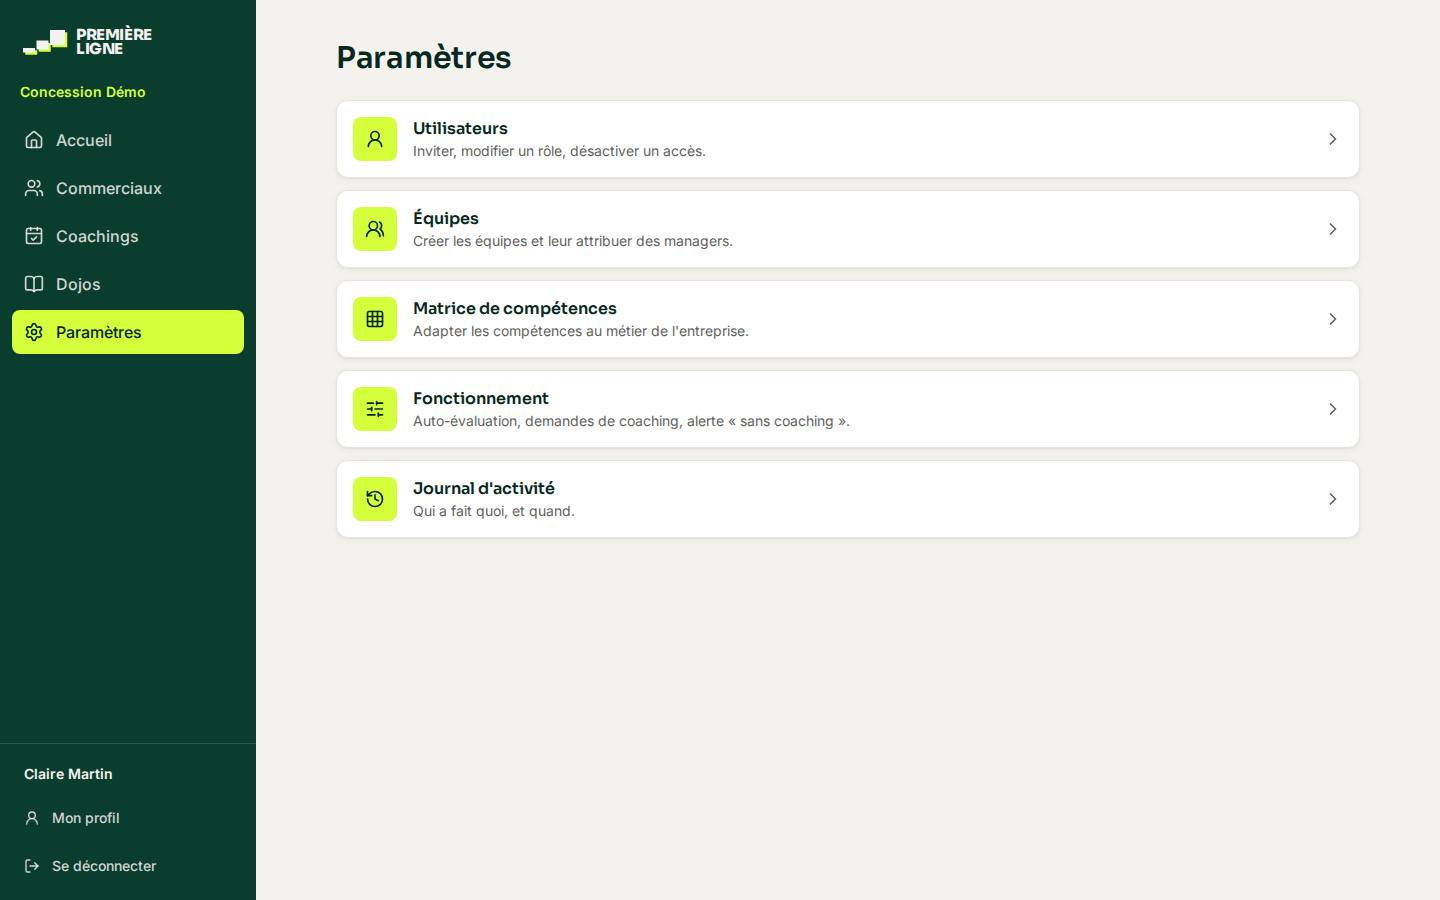 PREMIÈRE
LIGNE
Concession Démo
Accueil
Commerciaux
Coachings
Dojos
Paramètres
Claire Martin
Mon profil
Se déconnecter
Paramètres
Utilisateurs
Inviter, modifier un rôle, désactiver un accès.
Équipes
Créer les équipes et leur attribuer des managers.
Matrice de compétences
Adapter les compétences au métier de l'entreprise.
Fonctionnement
Auto-évaluation, demandes de coaching, alerte « sans coaching ».
Journal d'activité
Qui a fait quoi, et quand.